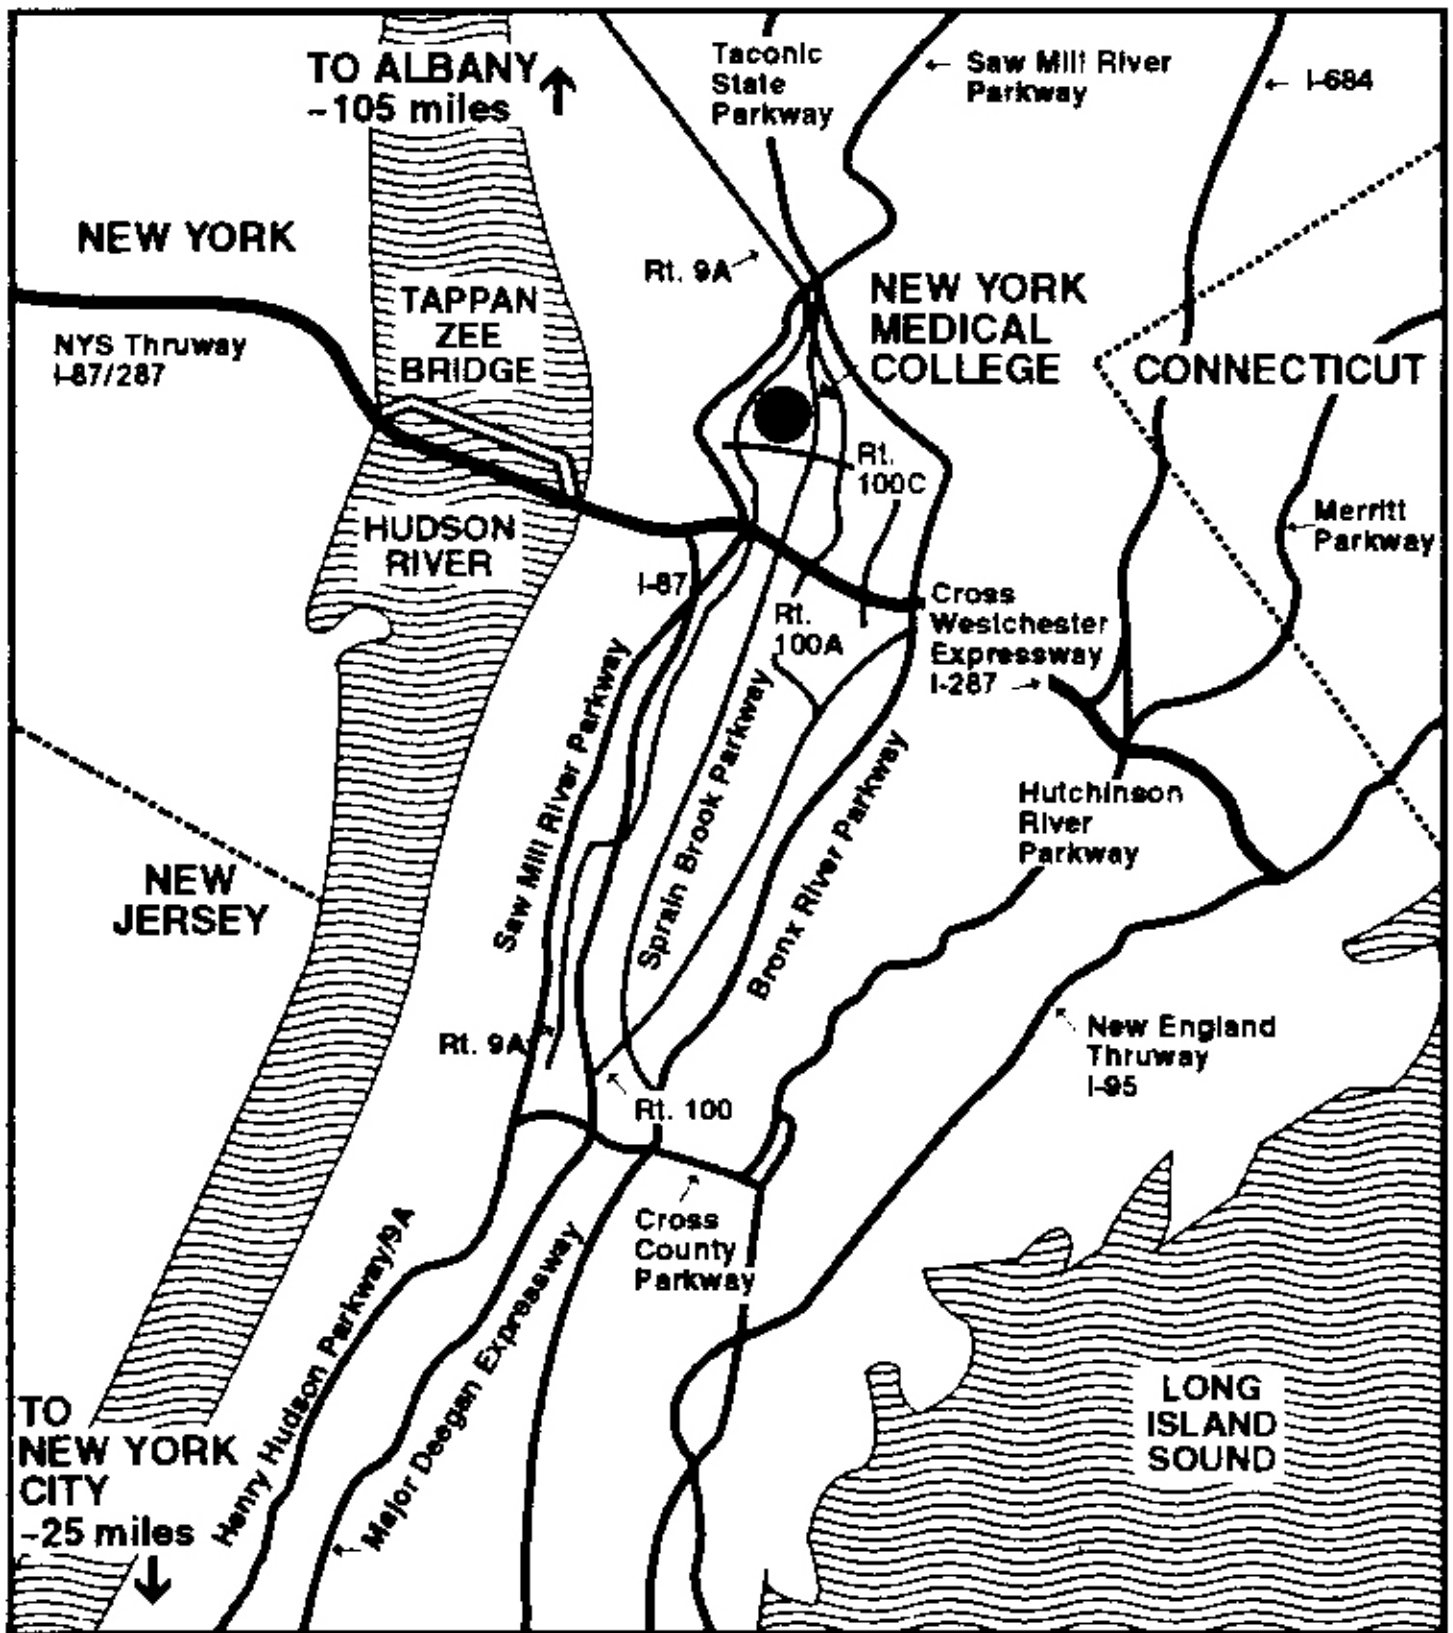 TO ALBANY
~105 miles
Taconic
State
Parkway
Saw Mill River
Parkway
I-684
NEW YORK
Rt. 9A
NEW YORK
MEDICAL
COLLEGE
TAPPAN
ZEE
BRIDGE
NYS Thruway
I-87/287
CONNECTICUT
Rt.
100C
Merritt
Parkway
HUDSON
RIVER
I-87
Rt.
100A
Cross
Westchester
Expressway
I-287
Saw Mill River Parkway
Sprain Brook Parkway
Bronx River Parkway
Hutchinson
River
Parkway
NEW
JERSEY
Rt. 9A
New England
Thruway
I-95
Rt. 100
Cross
County
Parkway
Henry Hudson Parkway/9A
Major Deegan Expressway
TO
NEW YORK
CITY
~25 miles
LONG
ISLAND
SOUND